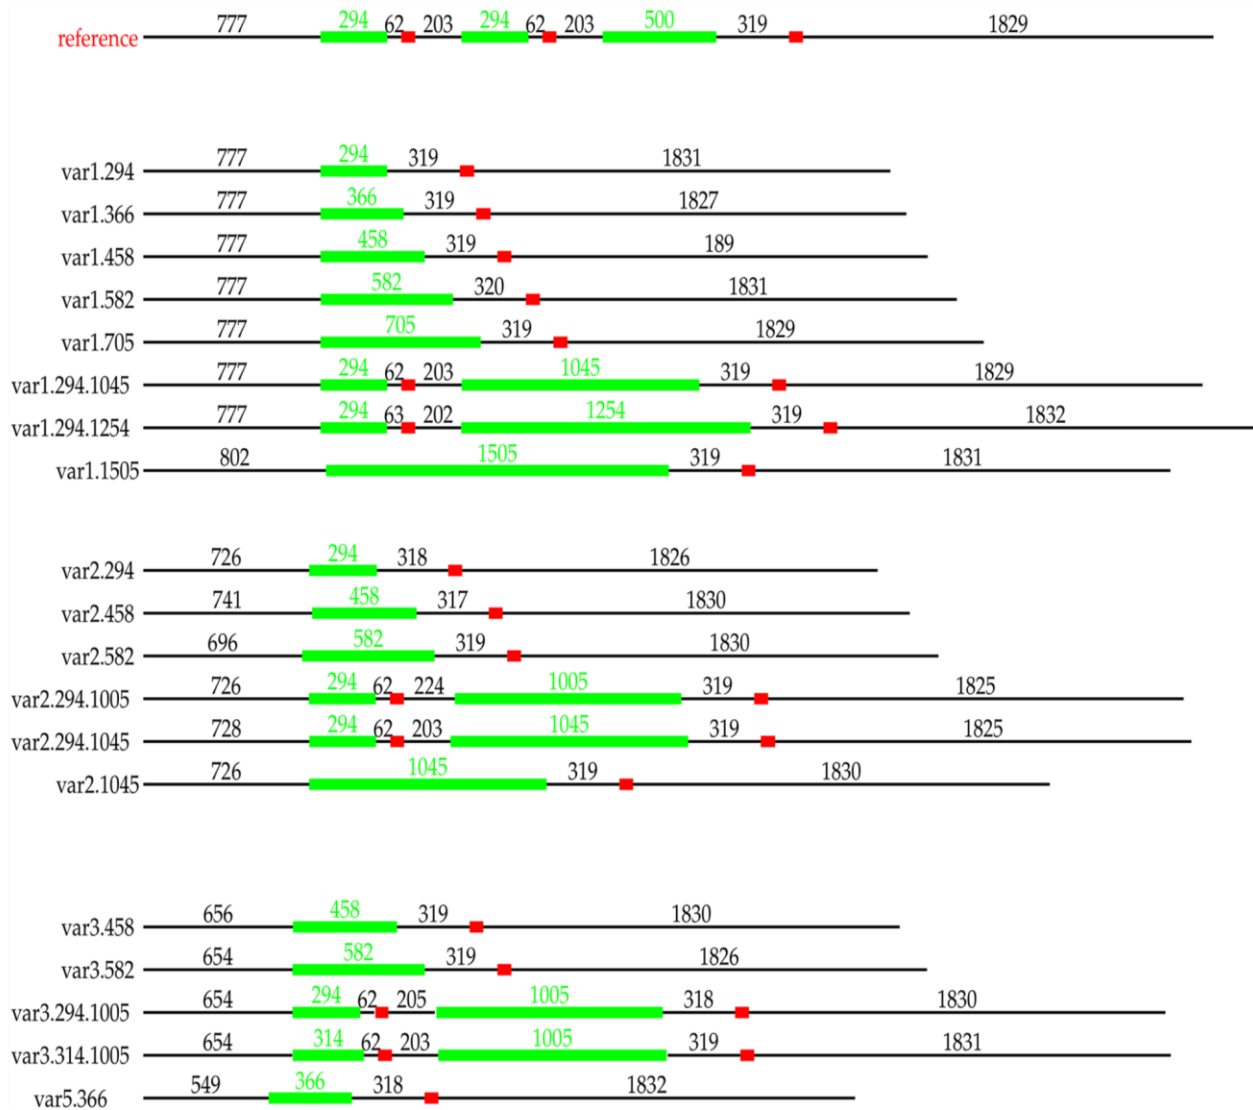 reference 777 294 62 203 294 62 203 500 319 1829
var1.294 777 294 319 1831
var1.366 777 366 319 1827
var1.458 777 458 319 189
var1.582 777 582 320 1831
var1.705 777 705 319 1829
var1.294.1045 777 294 62 203 1045 319 1829
var1.294.1254 777 294 63 202 1254 319 1832
var1.1505 802 1505 319 1831
var2.294 726 294 318 1826
var2.458 741 458 317 1830
var2.582 696 582 319 1830
var2.294.1005 726 294 62 224 1005 319 1825
var2.294.1045 728 294 62 203 1045 319 1825
var2.1045 726 1045 319 1830
var3.458 656 458 319 1830
var3.582 654 582 319 1826
var3.294.1005 654 294 62 205 1005 318 1830
var3.314.1005 654 314 62 203 1005 319 1831
var5.366 549 366 318 1832